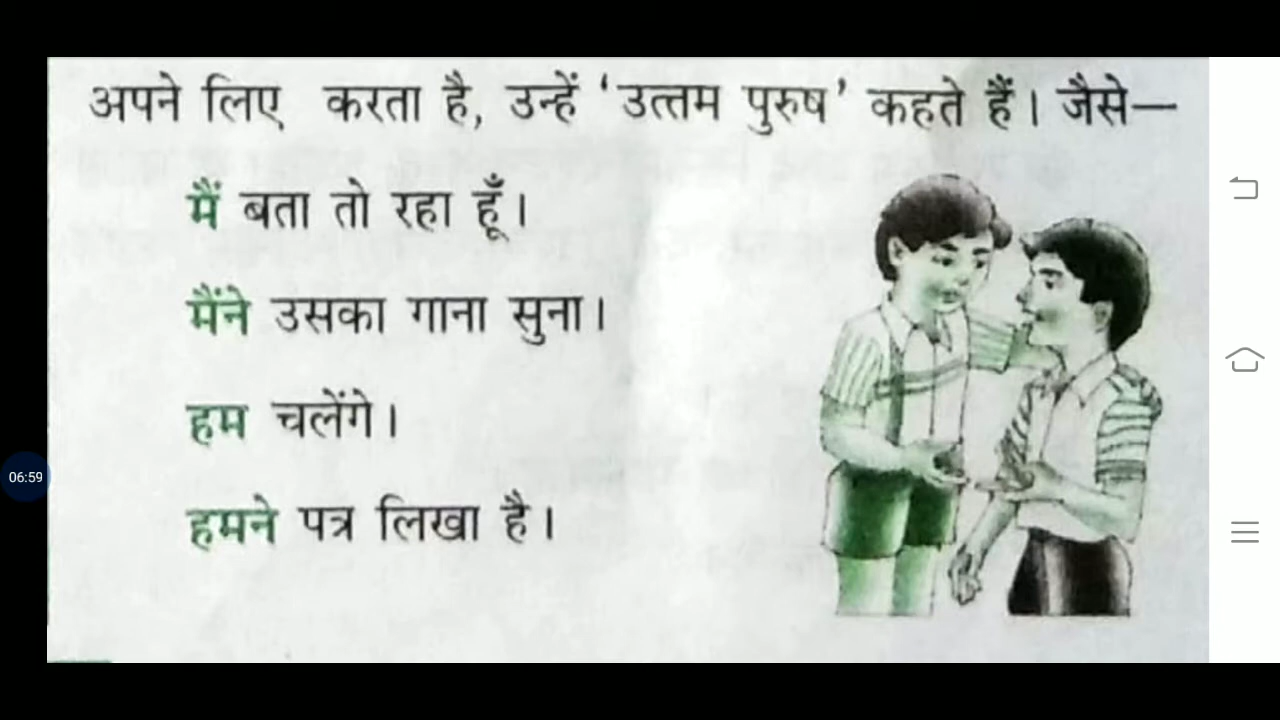 अपने लिए करता है, उन्हें ‘उत्तम पुरुष’ कहते हैं। जैसे—
मैं बता तो रहा हूँ।
मैंने उसका गाना सुना।
हम चलेंगे।
06:59
हमने पत्र लिखा है।